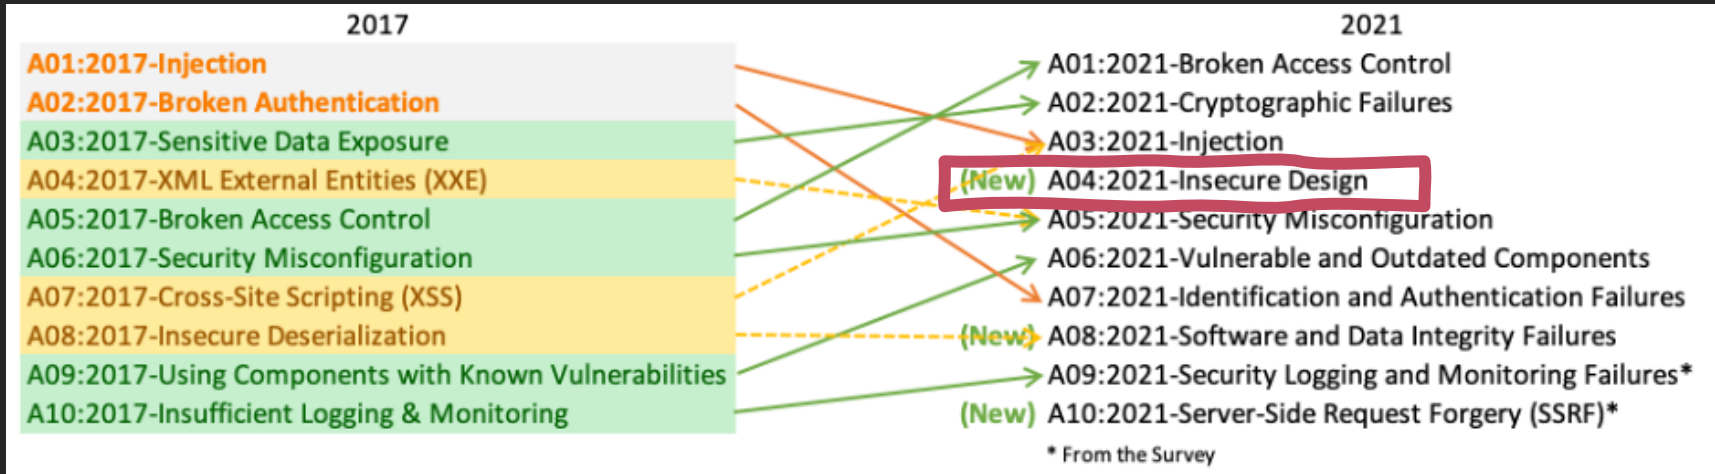 2017
A01:2017-Injection
A02:2017-Broken Authentication
A03:2017-Sensitive Data Exposure
A04:2017-XML External Entities (XXE)
A05:2017-Broken Access Control
A06:2017-Security Misconfiguration
A07:2017-Cross-Site Scripting (XSS)
A08:2017-Insecure Deserialization
A09:2017-Using Components with Known Vulnerabilities
A10:2017-Insufficient Logging & Monitoring
2021
A01:2021-Broken Access Control
A02:2021-Cryptographic Failures
A03:2021-Injection
(New) A04:2021-Insecure Design
A05:2021-Security Misconfiguration
A06:2021-Vulnerable and Outdated Components
A07:2021-Identification and Authentication Failures
(New) A08:2021-Software and Data Integrity Failures
A09:2021-Security Logging and Monitoring Failures*
(New) A10:2021-Server-Side Request Forgery (SSRF)*
* From the Survey